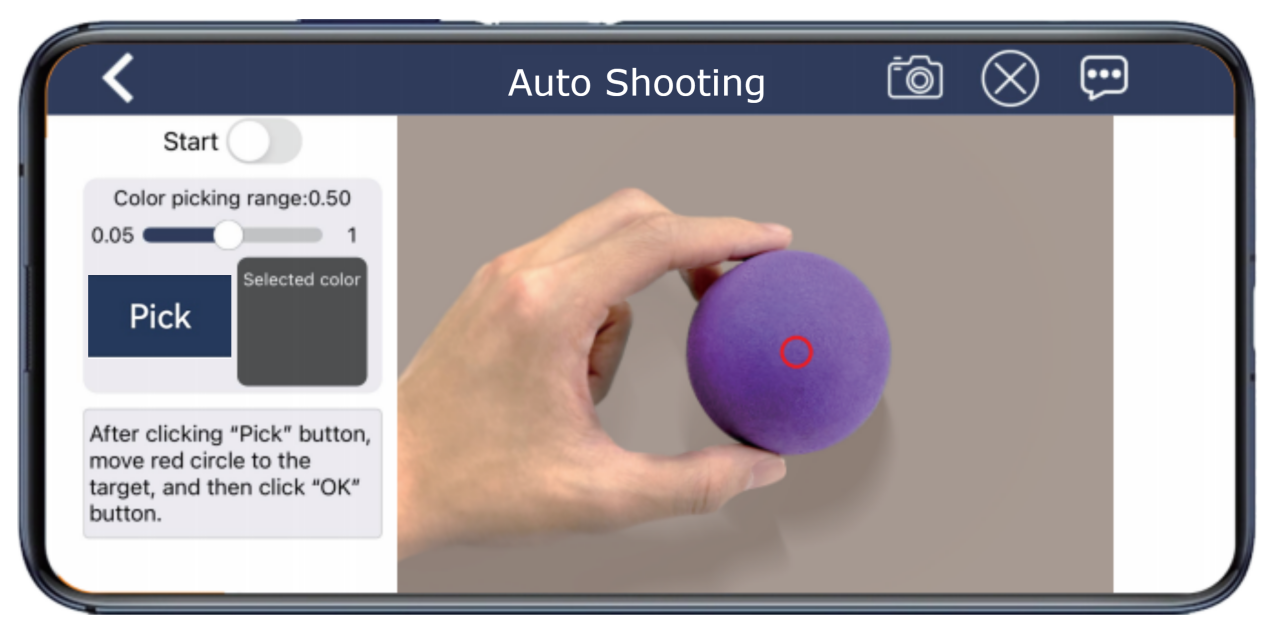 Auto Shooting
Start
Color picking range:0.50
0.05 1
Pick
Selected color
After clicking “Pick” button,
move red circle to the
target, and then click “OK”
button.